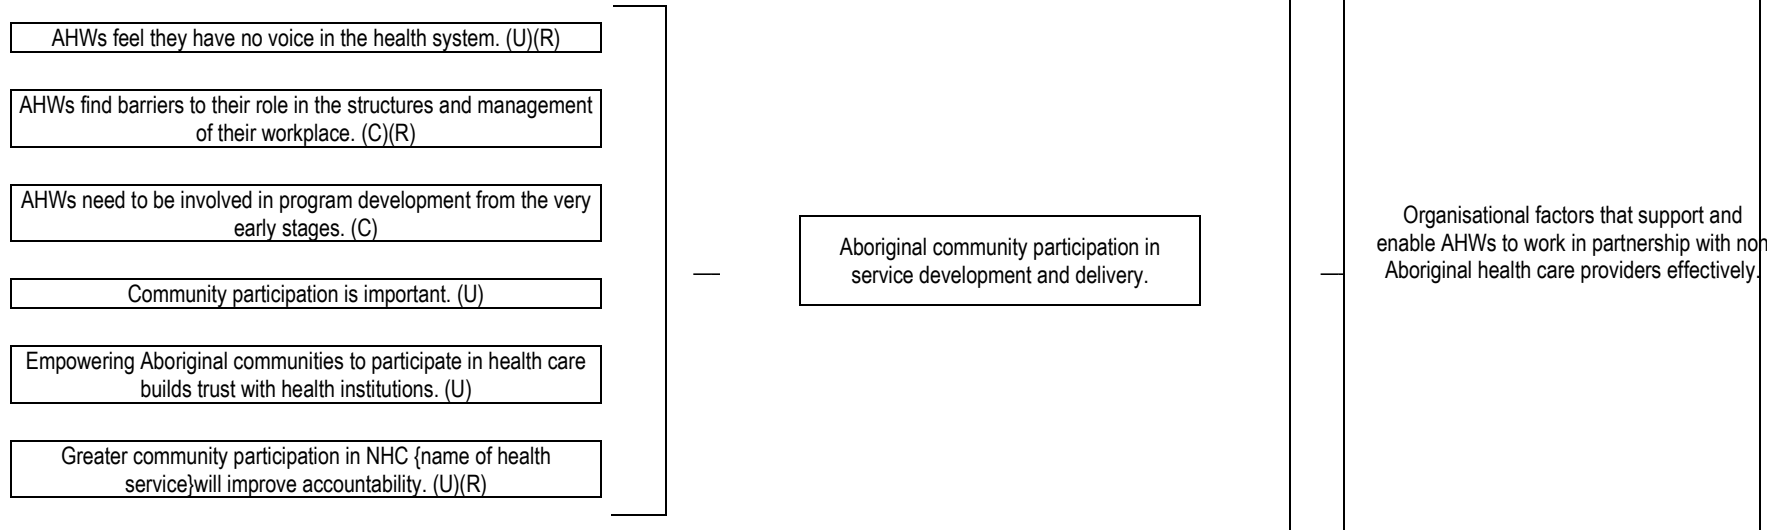 AHWs feel they have no voice in the health system. (U)(R)
AHWs find barriers to their role in the structures and management
of their workplace. (C)(R)
AHWs need to be involved in program development from the very
early stages. (C)
Community participation is important. (U)
Empowering Aboriginal communities to participate in health care
builds trust with health institutions. (U)
Greater community participation in NHC {name of health
service}will improve accountability. (U)(R)
Aboriginal community participation in
service development and delivery.
Organisational factors that support and
enable AHWs to work in partnership with non
Aboriginal health care providers effectively.